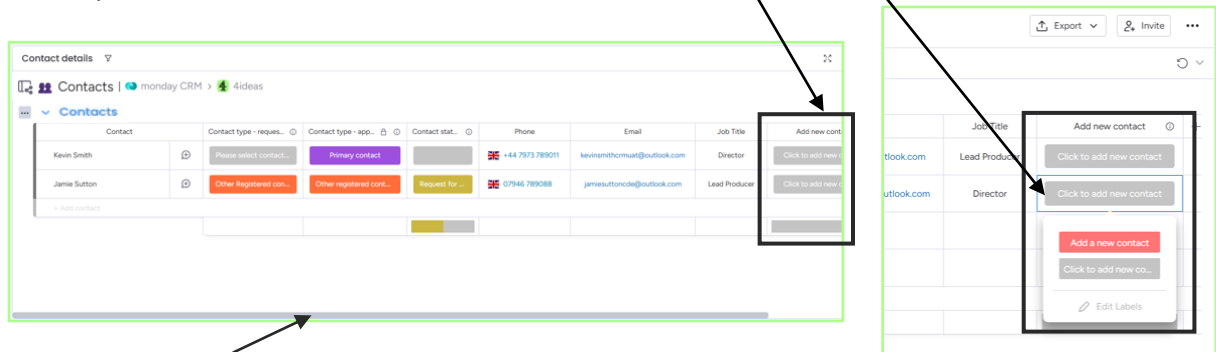 Contact details
Contacts | monday CRM > 4 4ideas
Contacts
Contact Contact type - reques... Contact type - app... Contact stat... Phone Email Job Title Add new cont
Kevin Smith Please select contact... Primary contact +44 7973 789011 kevinsmithcrmuat@outlook.com Director Click to add new c
Jamie Sutton Other Registered con... Other registered cont... Request for ... 07946 789088 jamiesuttoncde@outlook.com Lead Producer Click to add new c
+ Add contact
Export Invite
Job Title Add new contact
tlook.com Lead Producer Click to add new contact
utlook.com Director Click to add new contact
Add a new contact
Click to add new co...
Edit Labels